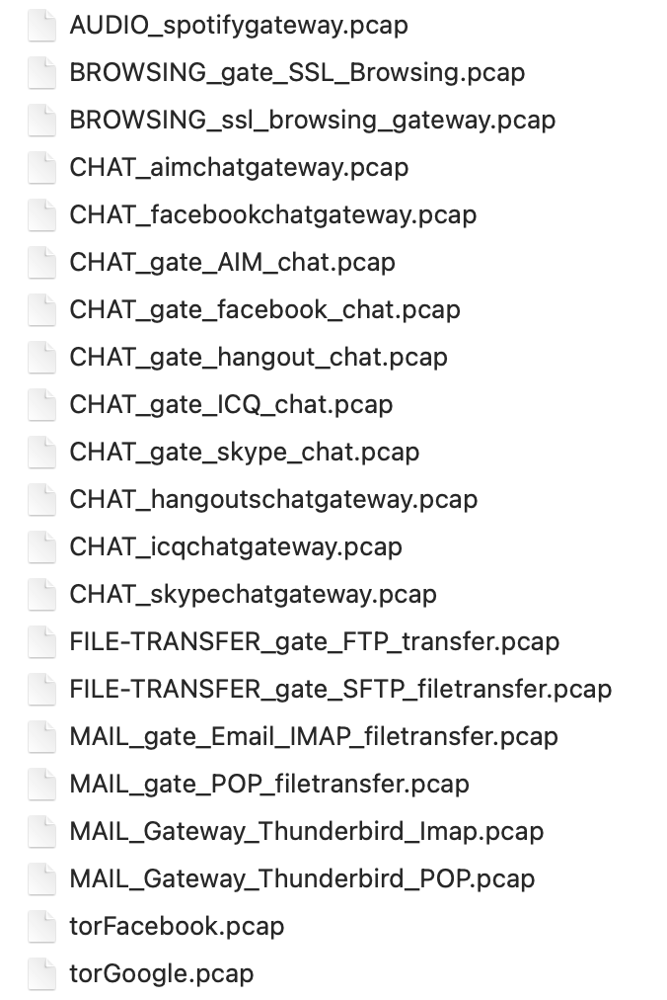 AUDIO_spotifygateway.pcap
BROWSING_gate_SSL_Browsing.pcap
BROWSING_ssl_browsing_gateway.pcap
CHAT_aimchatgateway.pcap
CHAT_facebookchatgateway.pcap
CHAT_gate_AIM_chat.pcap
CHAT_gate_facebook_chat.pcap
CHAT_gate_hangout_chat.pcap
CHAT_gate_ICQ_chat.pcap
CHAT_gate_skype_chat.pcap
CHAT_hangoutschatgateway.pcap
CHAT_icqchatgateway.pcap
CHAT_skypechatgateway.pcap
FILE-TRANSFER_gate_FTP_transfer.pcap
FILE-TRANSFER_gate_SFTP_filetransfer.pcap
MAIL_gate_Email_IMAP_filetransfer.pcap
MAIL_gate_POP_filetransfer.pcap
MAIL_Gateway_Thunderbird_Imap.pcap
MAIL_Gateway_Thunderbird_POP.pcap
torFacebook.pcap
torGoogle.pcap